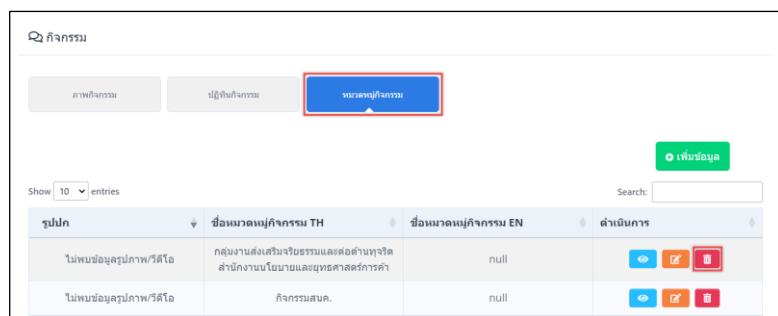 กิจกรรม
ภาพกิจกรรม ปฏิทินกิจกรรม หมวดหมู่กิจกรรม
เพิ่มข้อมูล
Show 10 entries Search:
รูปปก ชื่อหมวดหมู่กิจกรรม TH ชื่อหมวดหมู่กิจกรรม EN ดำเนินการ
กลุ่มงานส่งเสริมจริยธรรมและต่อต้านทุจริต
ไม่พบข้อมูลรูปภาพ/วีดีโอ สำนักงานนโยบายและยุทธศาสตร์การค้า null
ไม่พบข้อมูลรูปภาพ/วีดีโอ กิจกรรมสนค. null